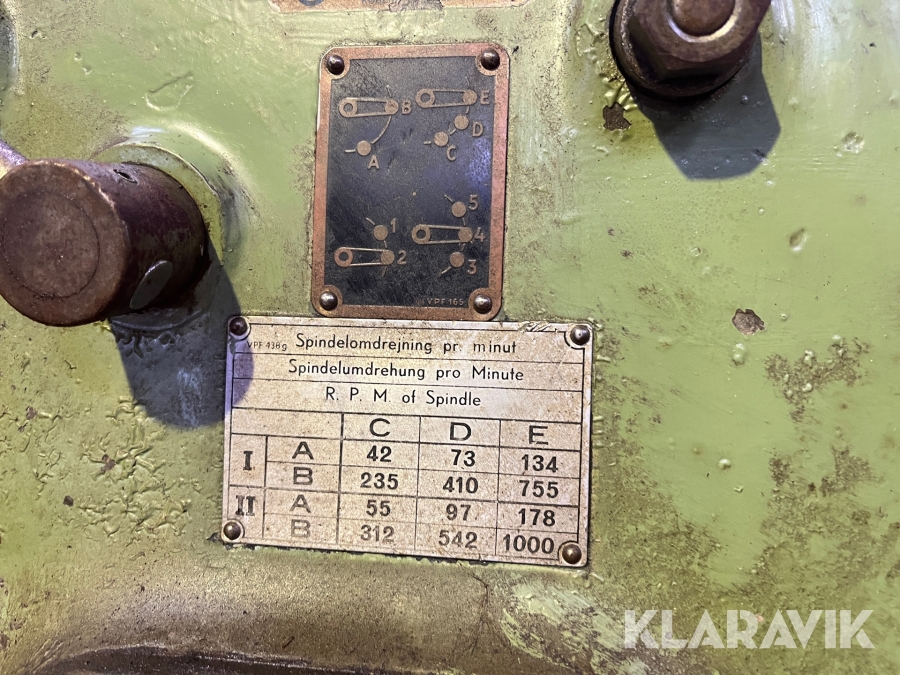 B E
D
A C
5
1 4
2 3
VPF 165
VPF 438g Spindelomdrejning pr. minut
Spindelumdrehung pro Minute
R. P. M. of Spindle
C D E
I A 42 73 134
B 235 410 755
II A 55 97 178
B 312 542 1000
KLARAVIK